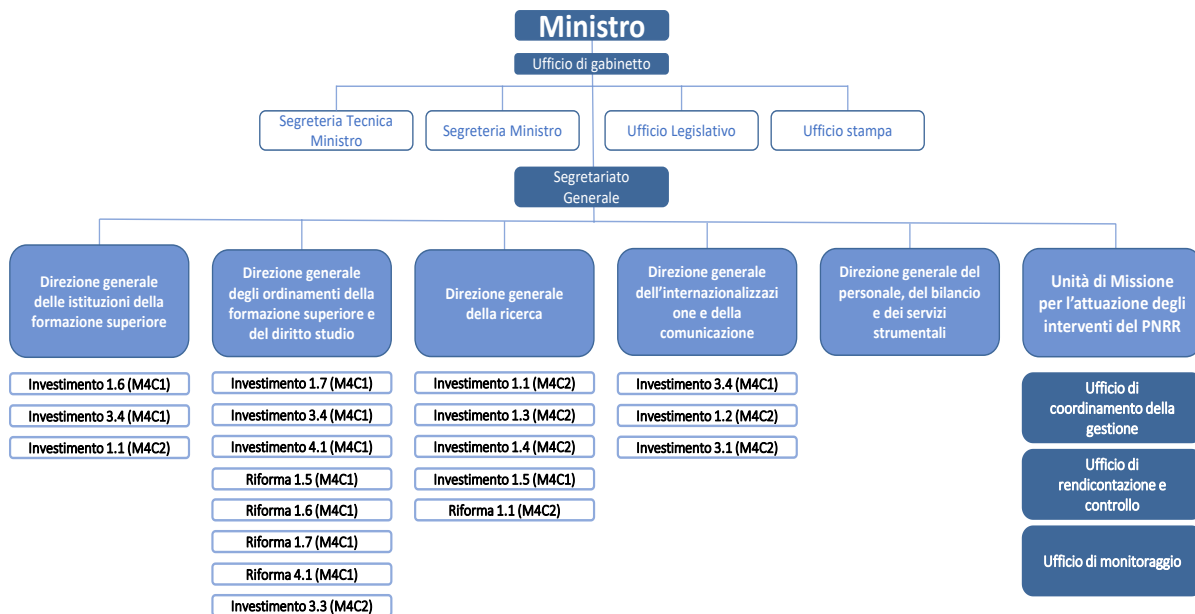 Ministro
Ufficio di gabinetto
Segreteria Tecnica
Ministro
Segreteria Ministro
Ufficio Legislativo
Ufficio stampa
Segretariato
Generale
Direzione generale
delle istituzioni della
formazione superiore
Investimento 1.6 (M4C1)
Investimento 3.4 (M4C1)
Investimento 1.1 (M4C2)
Direzione generale
degli ordinamenti della
formazione superiore e
del diritto studio
Investimento 1.7 (M4C1)
Investimento 3.4 (M4C1)
Investimento 4.1 (M4C1)
Riforma 1.5 (M4C1)
Riforma 1.6 (M4C1)
Riforma 1.7 (M4C1)
Riforma 4.1 (M4C1)
Investimento 3.3 (M4C2)
Direzione generale
della ricerca
Investimento 1.1 (M4C2)
Investimento 1.3 (M4C2)
Investimento 1.4 (M4C2)
Investimento 1.5 (M4C1)
Riforma 1.1 (M4C2)
Direzione generale
dell'internazionalizzazi
one e della
comunicazione
Investimento 3.4 (M4C1)
Investimento 1.2 (M4C2)
Investimento 3.1 (M4C2)
Direzione generale del
personale, del bilancio
e dei servizi
strumentali
Unità di Missione
per l'attuazione degli
interventi del PNRR
Ufficio di
coordinamento della
gestione
Ufficio di
rendicontazione e
controllo
Ufficio di monitoraggio